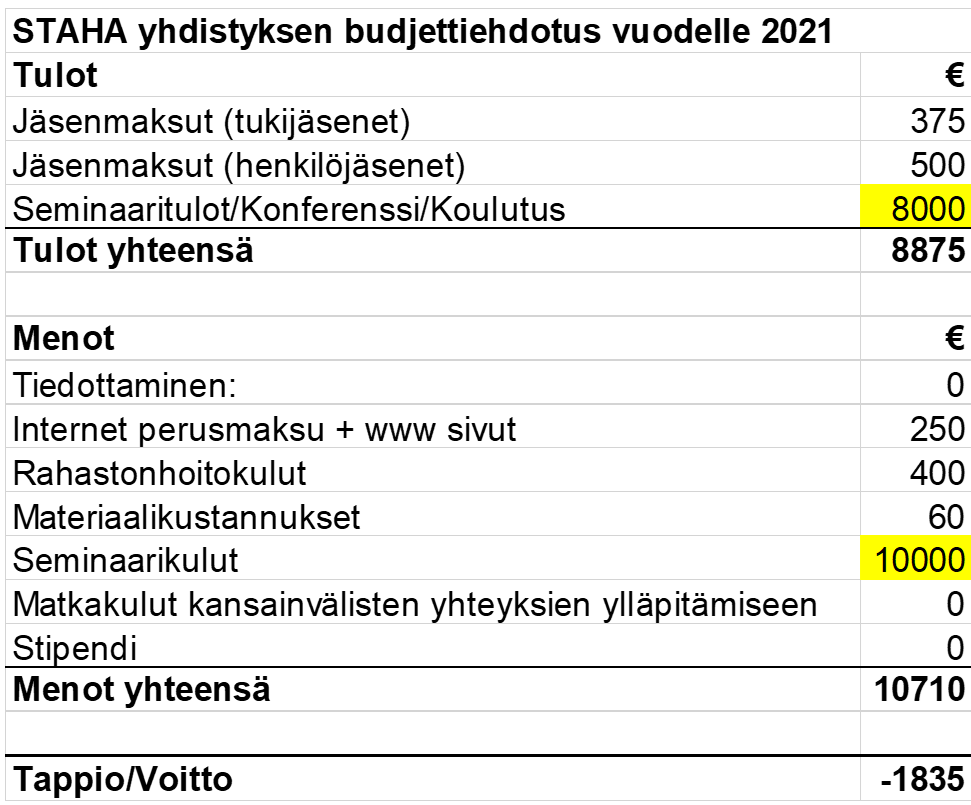 STAHA yhdistyksen budjettiehdotus vuodelle 2021
Tulot €
Jäsenmaksut (tukijäsenet) 375
Jäsenmaksut (henkilöjäsenet) 500
Seminaaritulot/Konferenssi/Koulutus 8000
Tulot yhteensä 8875
Menot €
Tiedottaminen: 0
Internet perusmaksu + www sivut 250
Rahastonhoitokulut 400
Materiaalikustannukset 60
Seminaarikulut 10000
Matkakulut kansainvälisten yhteyksien ylläpitämiseen 0
Stipendi 0
Menot yhteensä 10710
Tappio/Voitto -1835